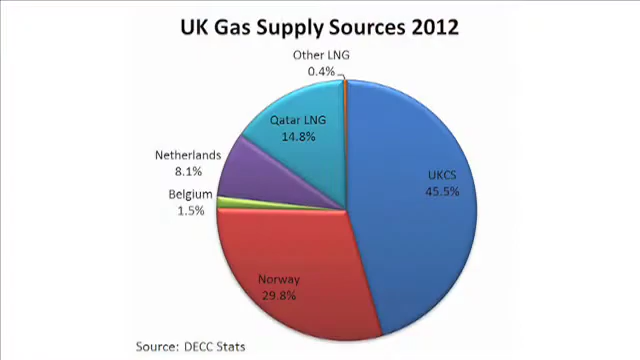 UK Gas Supply Sources 2012
Other LNG
0.4%
Qatar LNG
14.8%
Netherlands
8.1%
UKCS
45.5%
Belgium
1.5%
Norway
29.8%
Source: DECC Stats